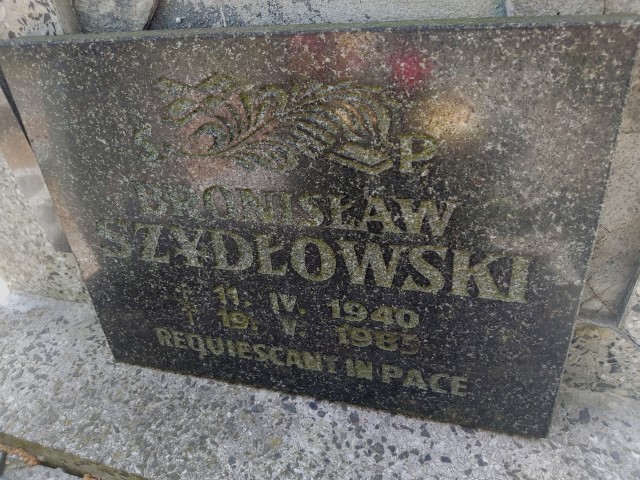 Ś. P.
BRONISŁAW
SZYDŁOWSKI
* 11. IV. 1940
† 19. V. 1985
REQUIESCANT IN PACE